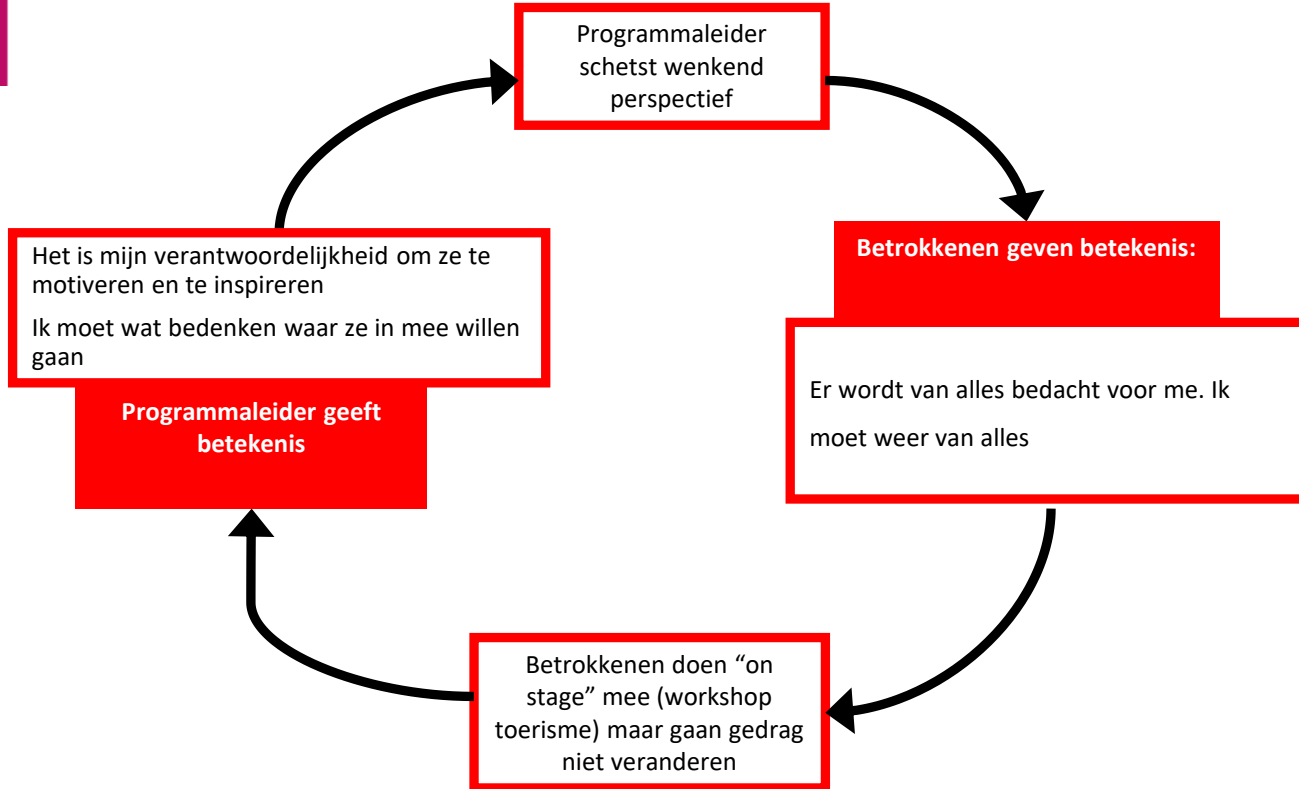 Programmaleider
schetst wenkend
perspectief
Betrokkenen geven betekenis:
Er wordt van alles bedacht voor me. Ik
moet weer van alles
Betrokkenen doen “on
stage” mee (workshop
toerisme) maar gaan gedrag
niet veranderen
Het is mijn verantwoordelijkheid om ze te
motiveren en te inspireren
Ik moet wat bedenken waar ze in mee willen
gaan
Programmaleider geeft
betekenis